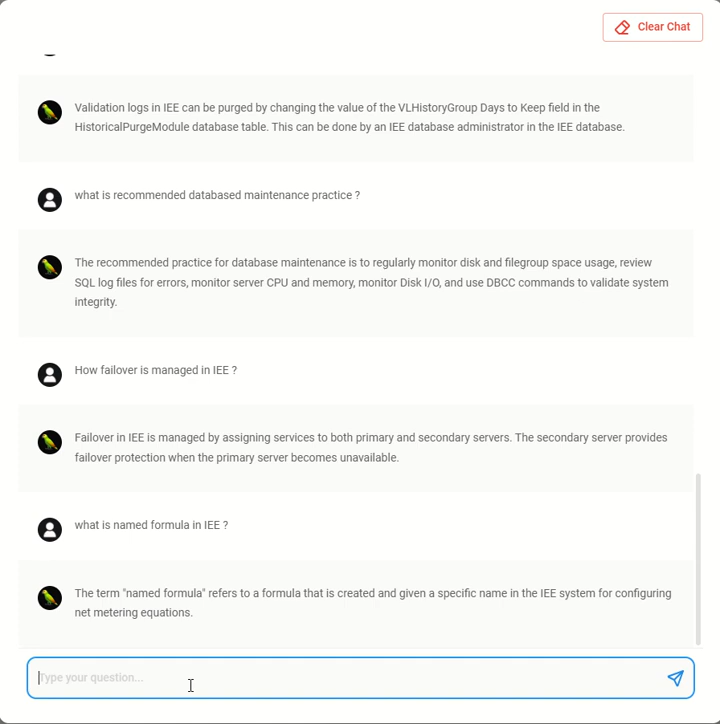 Clear Chat
Validation logs in IEE can be purged by changing the value of the VLHistoryGroup Days to Keep field in the
HistoricalPurgeModule database table. This can be done by an IEE database administrator in the IEE database.
what is recommended databased maintenance practice ?
The recommended practice for database maintenance is to regularly monitor disk and filegroup space usage, review
SQL log files for errors, monitor server CPU and memory, monitor Disk I/O, and use DBCC commands to validate system
integrity.
How failover is managed in IEE ?
Failover in IEE is managed by assigning services to both primary and secondary servers. The secondary server provides
failover protection when the primary server becomes unavailable.
what is named formula in IEE ?
The term "named formula" refers to a formula that is created and given a specific name in the IEE system for configuring
net metering equations.
Type your question...